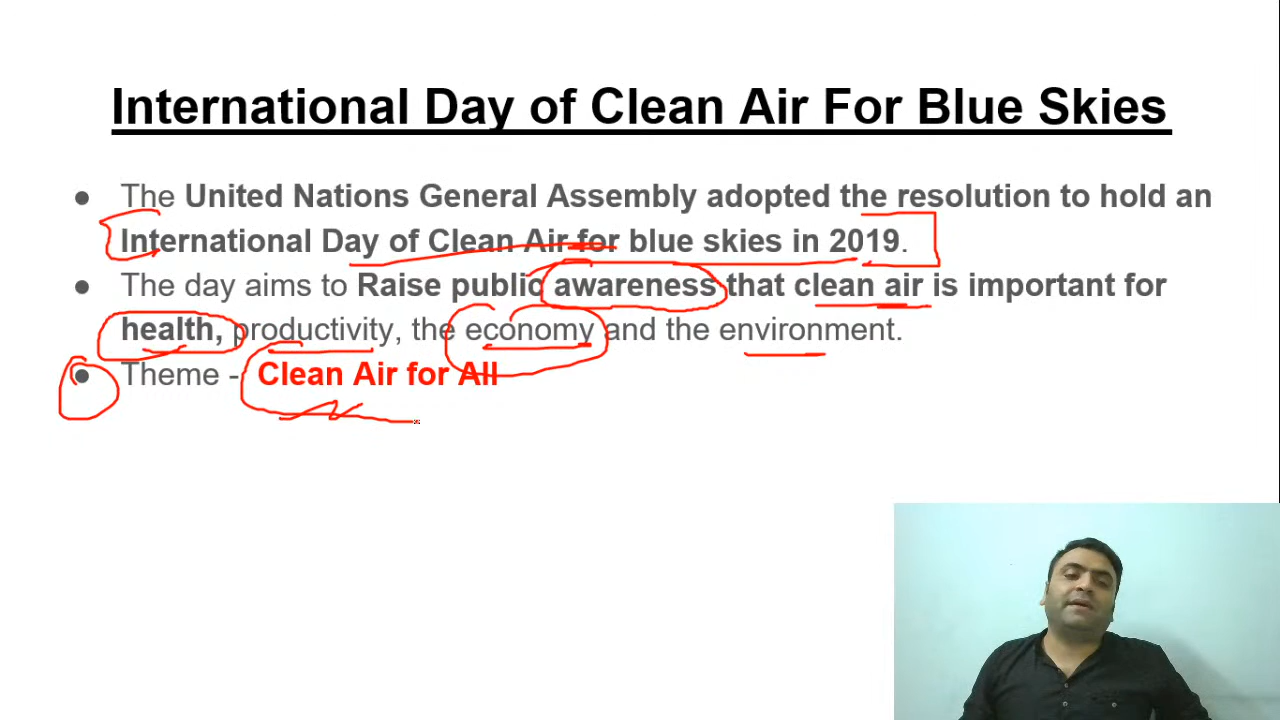 International Day of Clean Air For Blue Skies
● The United Nations General Assembly adopted the resolution to hold an
International Day of Clean Air for blue skies in 2019.
● The day aims to Raise public awareness that clean air is important for
health, productivity, the economy and the environment.
● Theme - Clean Air for All